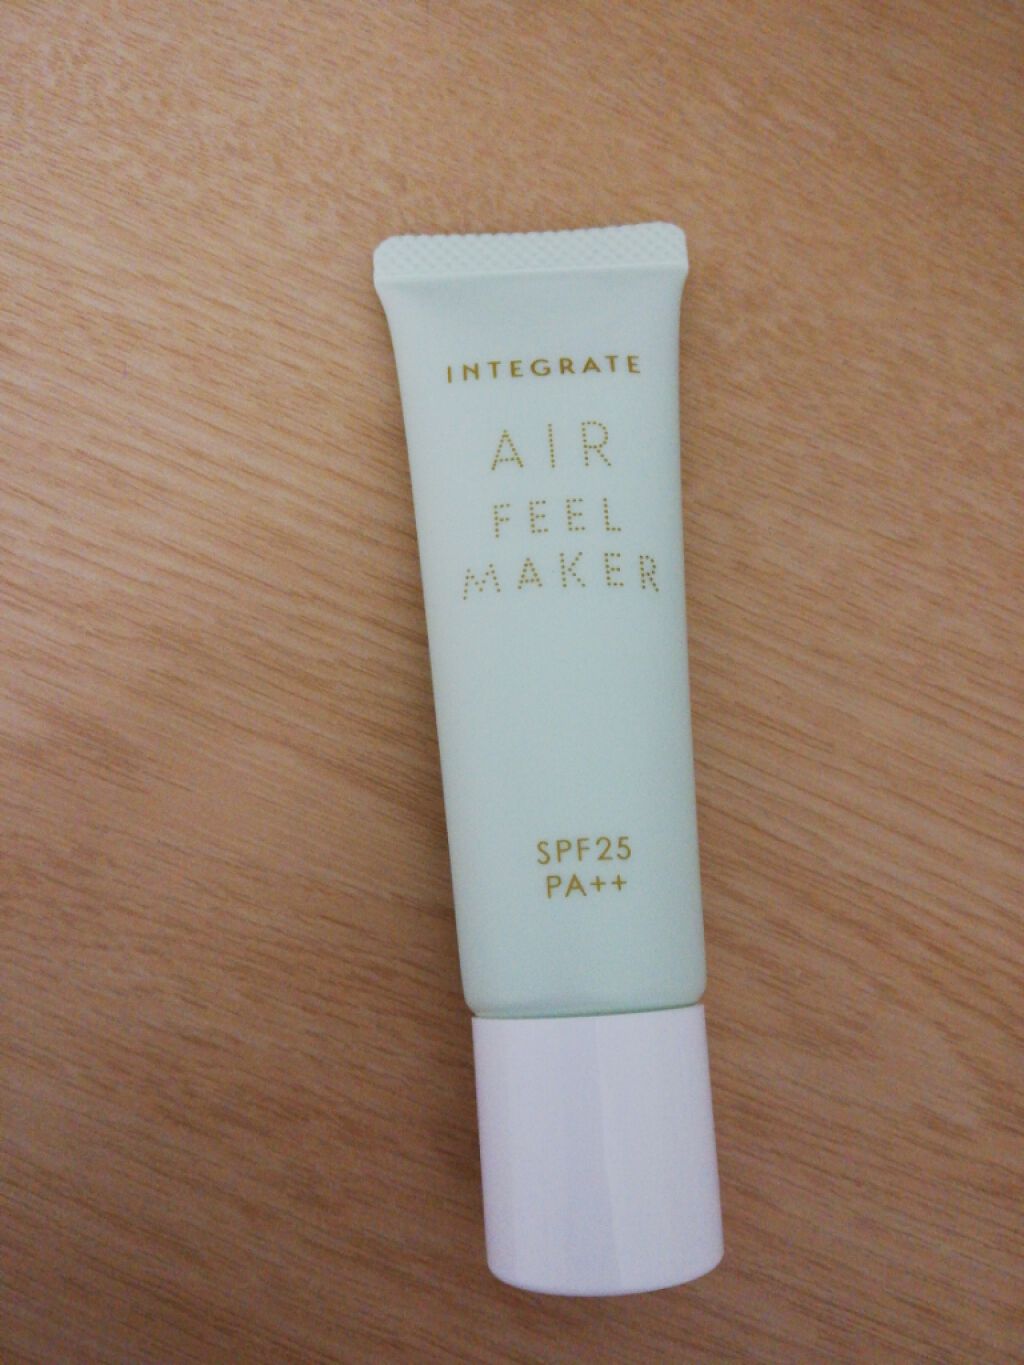 INTEGRATE
AIR
FEEL
MAKER
SPF25
PA++